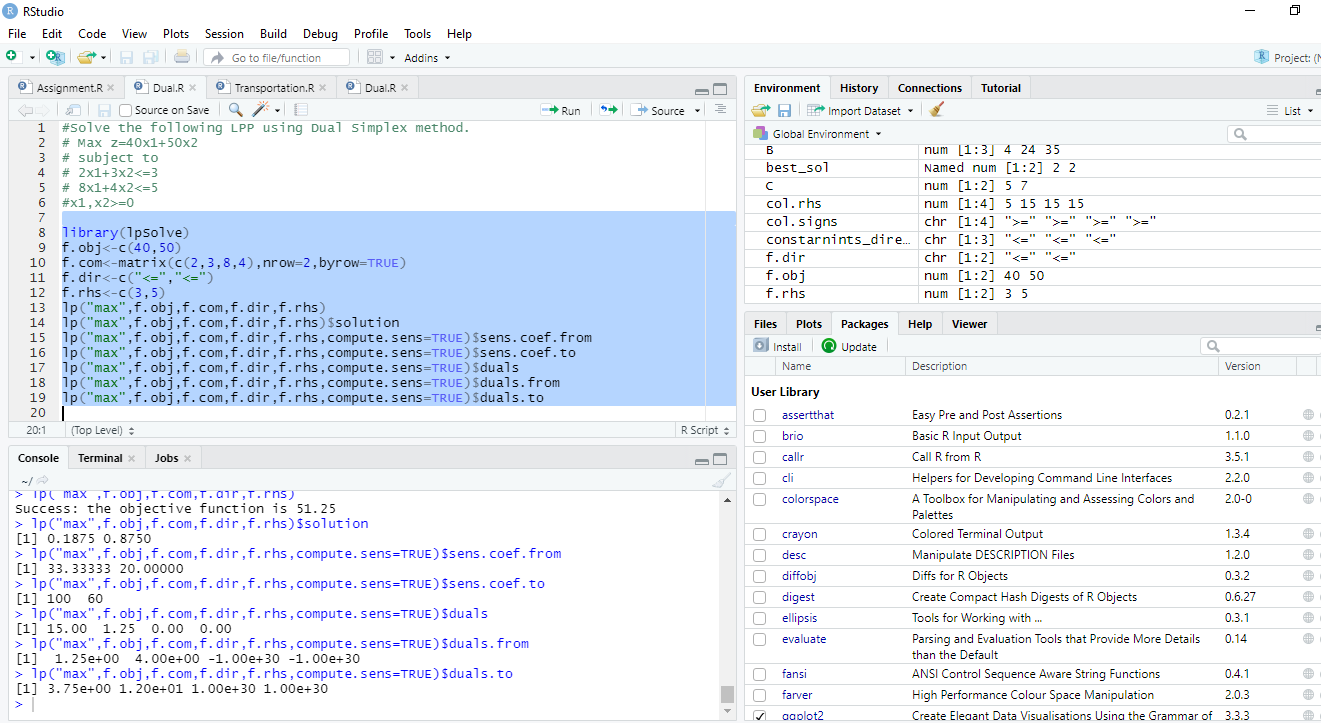 RStudio
File Edit Code View Plots Session Build Debug Profile Tools Help
Go to file/function Addins Project: (N
Assignment.R Dual.R Transportation.R Dual.R
Source on Save Run Source
1 #Solve the following LPP using Dual Simplex method.
2 # Max z=40x1+50x2
3 # subject to
4 # 2x1+3x2<=3
5 # 8x1+4x2<=5
6 #x1,x2>=0
7
8 library(lpSolve)
9 f.obj<-c(40,50)
10 f.com<-matrix(c(2,3,8,4),nrow=2,byrow=TRUE)
11 f.dir<-c("<=","<=")
12 f.rhs<-c(3,5)
13 lp("max",f.obj,f.com,f.dir,f.rhs)
14 lp("max",f.obj,f.com,f.dir,f.rhs)$solution
15 lp("max",f.obj,f.com,f.dir,f.rhs,compute.sens=TRUE)$sens.coef.from
16 lp("max",f.obj,f.com,f.dir,f.rhs,compute.sens=TRUE)$sens.coef.to
17 lp("max",f.obj,f.com,f.dir,f.rhs,compute.sens=TRUE)$duals
18 lp("max",f.obj,f.com,f.dir,f.rhs,compute.sens=TRUE)$duals.from
19 lp("max",f.obj,f.com,f.dir,f.rhs,compute.sens=TRUE)$duals.to
20
20:1 (Top Level) R Script
Console Terminal Jobs
~/
> lp("max",f.obj,f.com,f.dir,f.rhs)
Success: the objective function is 51.25
> lp("max",f.obj,f.com,f.dir,f.rhs)$solution
[1] 0.1875 0.8750
> lp("max",f.obj,f.com,f.dir,f.rhs,compute.sens=TRUE)$sens.coef.from
[1] 33.33333 20.00000
> lp("max",f.obj,f.com,f.dir,f.rhs,compute.sens=TRUE)$sens.coef.to
[1] 100 60
> lp("max",f.obj,f.com,f.dir,f.rhs,compute.sens=TRUE)$duals
[1] 15.00 1.25 0.00 0.00
> lp("max",f.obj,f.com,f.dir,f.rhs,compute.sens=TRUE)$duals.from
[1] 1.25e+00 4.00e+00 -1.00e+30 -1.00e+30
> lp("max",f.obj,f.com,f.dir,f.rhs,compute.sens=TRUE)$duals.to
[1] 3.75e+00 1.20e+01 1.00e+30 1.00e+30
>
Environment History Connections Tutorial
Import Dataset List
Global Environment
B num [1:3] 4 24 35
best_sol Named num [1:2] 2 2
C num [1:2] 5 7
col.rhs num [1:4] 5 15 15 15
col.signs chr [1:4] ">=" ">=" ">=" ">="
constarnints_dire… chr [1:3] "<=" "<=" "<="
f.dir chr [1:2] "<=" "<="
f.obj num [1:2] 40 50
f.rhs num [1:2] 3 5
Files Plots Packages Help Viewer
Install Update
Name Description Version
User Library
assertthat Easy Pre and Post Assertions 0.2.1
brio Basic R Input Output 1.1.0
callr Call R from R 3.5.1
cli Helpers for Developing Command Line Interfaces 2.2.0
colorspace A Toolbox for Manipulating and Assessing Colors and 2.0-0
Palettes
crayon Colored Terminal Output 1.3.4
desc Manipulate DESCRIPTION Files 1.2.0
diffobj Diffs for R Objects 0.3.2
digest Create Compact Hash Digests of R Objects 0.6.27
ellipsis Tools for Working with ... 0.3.1
evaluate Parsing and Evaluation Tools that Provide More Details 0.14
than the Default
fansi ANSI Control Sequence Aware String Functions 0.4.1
farver High Performance Colour Space Manipulation 2.0.3
ggplot2 Create Elegant Data Visualisations Using the Grammar of 3.3.3